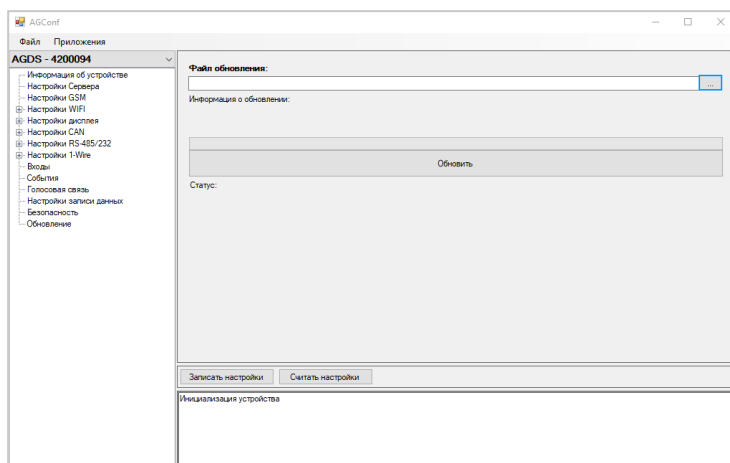 AGConf
Файл Приложения
AGDS - 4200094
Информация об устройстве
Настройки Сервера
Настройки GSM
Настройки WIFI
Настройки дисплея
Настройки CAN
Настройки RS-485/232
Настройки 1-Wire
Входы
События
Голосовая связь
Настройки записи данных
Безопасность
Обновление
Файл обновления:
...
Информация о обновлении:
Обновить
Статус:
Записать настройки Считать настройки
Инициализация устройства